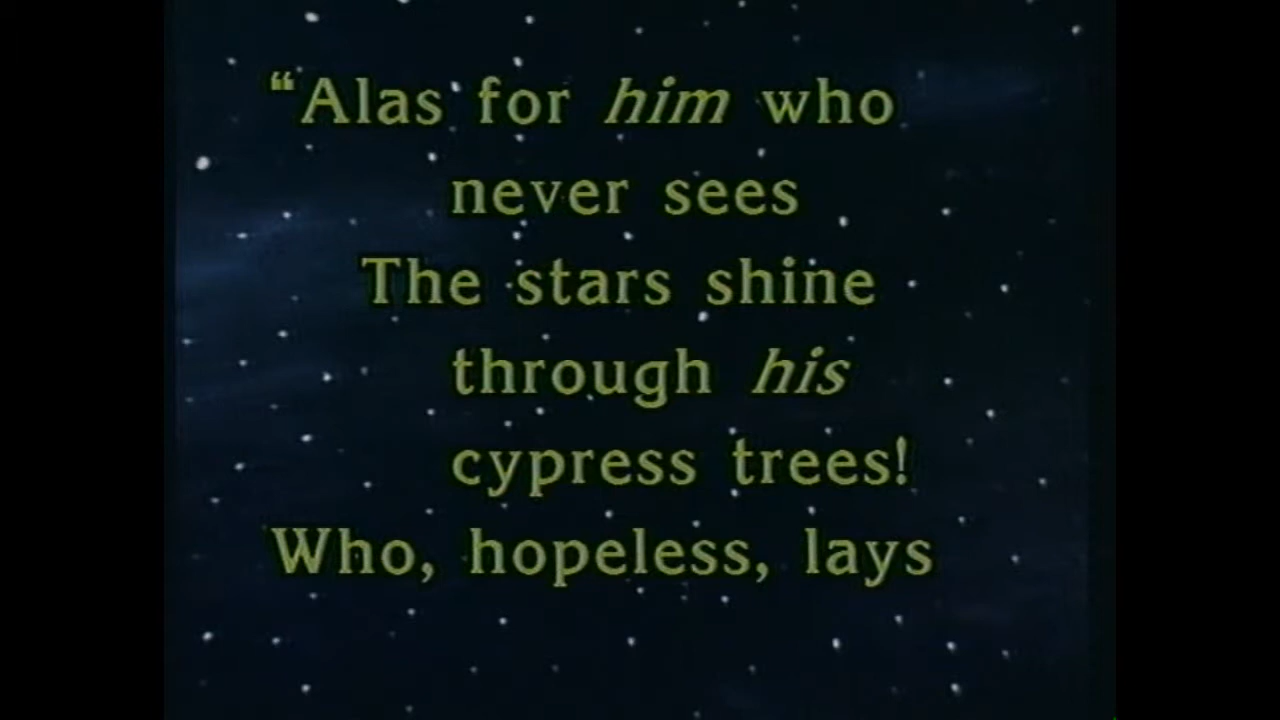 “Alas for him who
never sees
The stars shine
through his
cypress trees!
Who, hopeless, lays